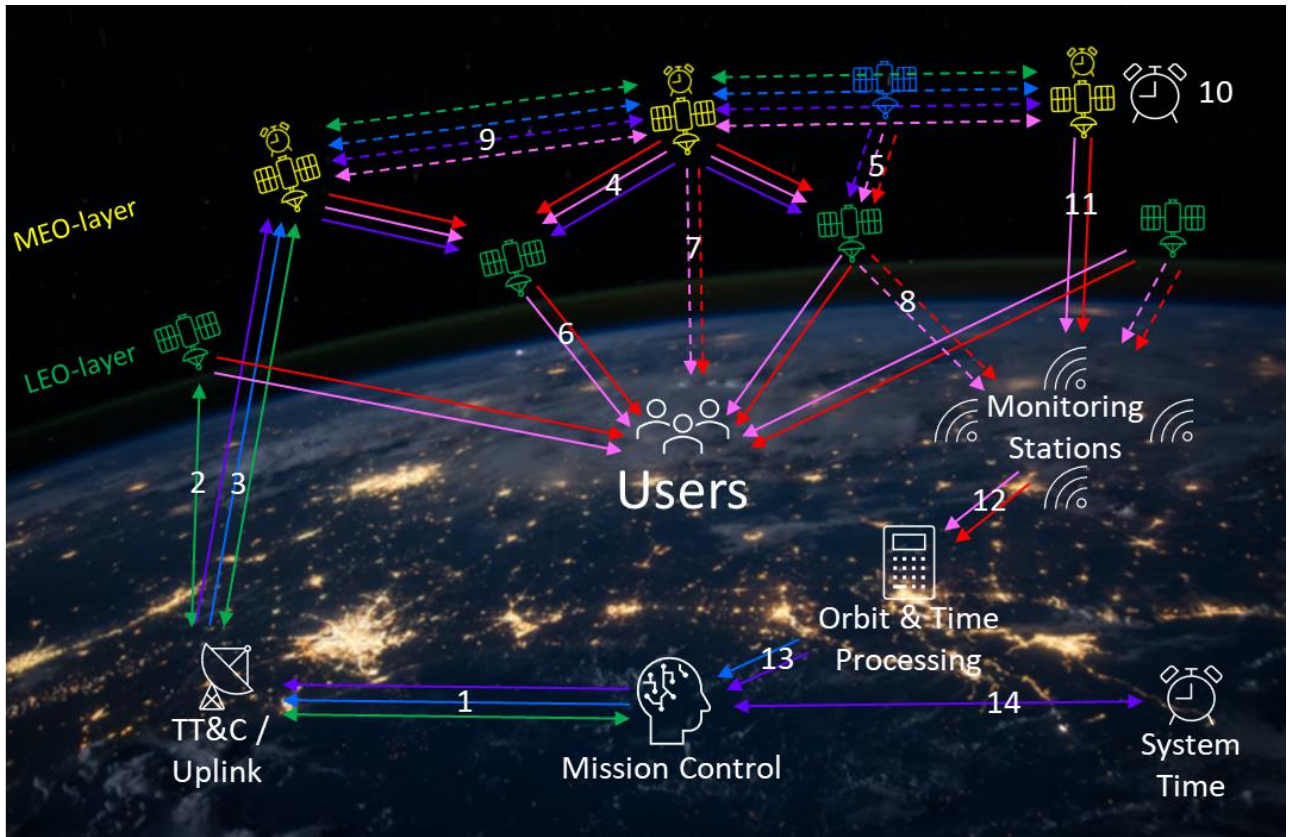 10
9
5
4
MEO-layer
7
11
8
6
LEO-layer
Monitoring
Stations
2
3
Users
12
Orbit & Time
Processing
13
1
14
TT&C /
Uplink
Mission Control
System
Time